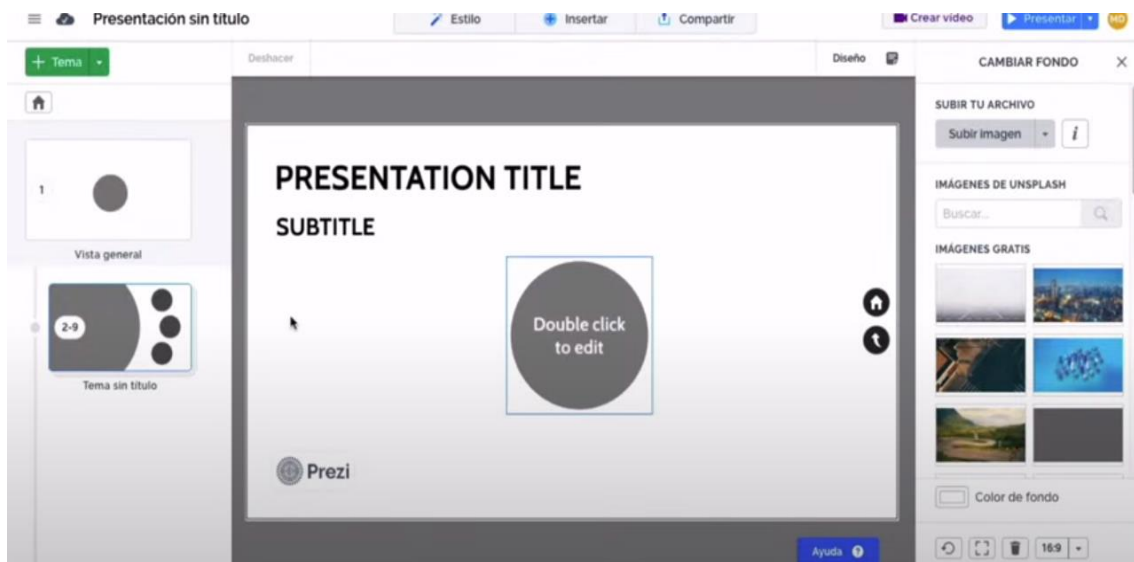 Presentación sin título
Estilo
Insertar
Compartir
Crear vídeo
Presentar
MD
+ Tema
Deshacer
Diseño
CAMBIAR FONDO
1
Vista general
2-9
Tema sin título
PRESENTATION TITLE
SUBTITLE
Double click
to edit
Prezi
SUBIR TU ARCHIVO
Subir imagen
i
IMÁGENES DE UNSPLASH
Buscar...
IMÁGENES GRATIS
Color de fondo
Ayuda ?
16:9